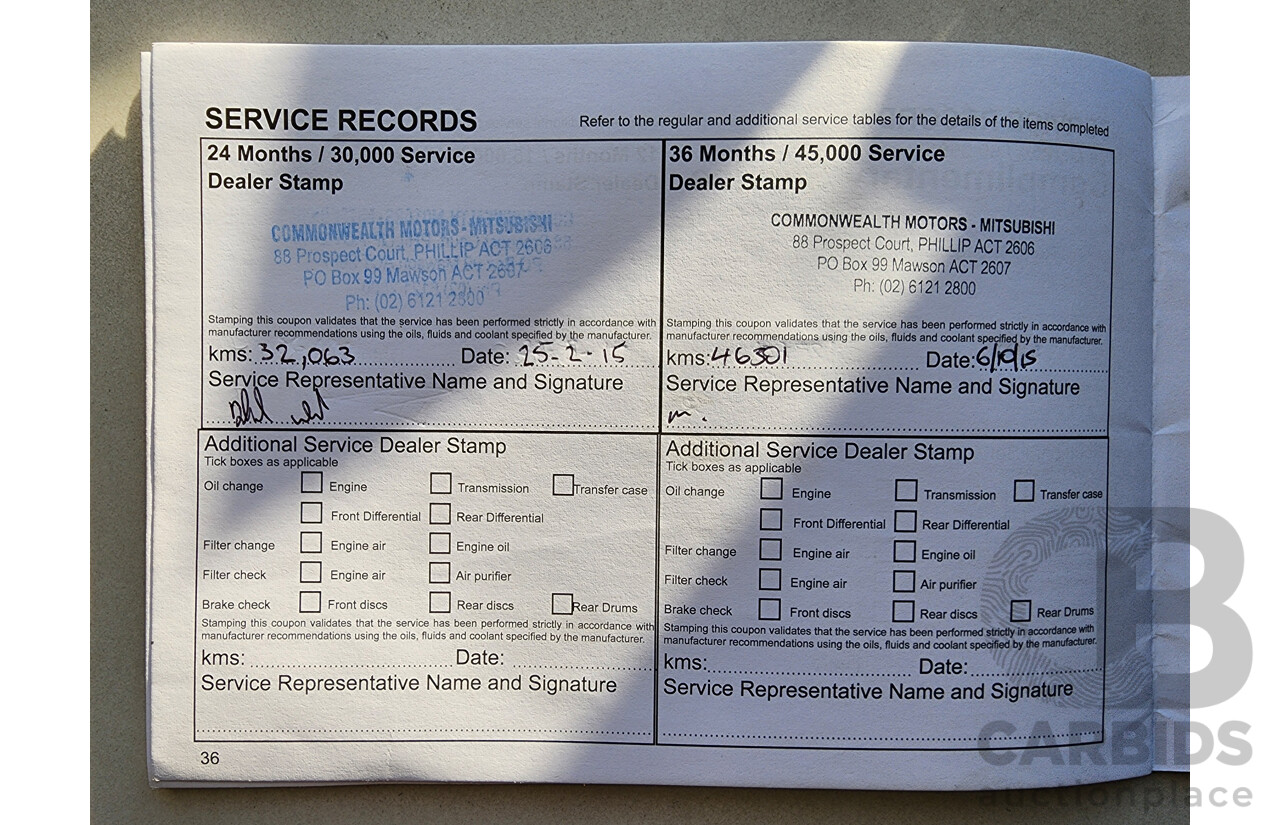 SERVICE RECORDS
Refer to the regular and additional service tables for the details of the items completed
24 Months / 30,000 Service
Dealer Stamp
COMMONWEALTH MOTORS - MITSUBISHI
88 Prospect Court, PHILLIP ACT 2606
PO Box 99 Mawson ACT 2607
Ph: (02) 6121 2800
Stamping this coupon validates that the service has been performed strictly in accordance with
manufacturer recommendations using the oils, fluids and coolant specified by the manufacturer.
kms: 32,063 Date: 25-2-15
Service Representative Name and Signature
36 Months / 45,000 Service
Dealer Stamp
COMMONWEALTH MOTORS - MITSUBISHI
88 Prospect Court, PHILLIP ACT 2606
PO Box 99 Mawson ACT 2607
Ph: (02) 6121 2800
Stamping this coupon validates that the service has been performed strictly in accordance with
manufacturer recommendations using the oils, fluids and coolant specified by the manufacturer.
kms: 46301 Date: 6/10/15
Service Representative Name and Signature
Additional Service Dealer Stamp
Tick boxes as applicable
Oil change Engine Transmission Transfer case
Front Differential Rear Differential
Filter change Engine air Engine oil
Filter check Engine air Air purifier
Brake check Front discs Rear discs Rear Drums
Stamping this coupon validates that the service has been performed strictly in accordance with
manufacturer recommendations using the oils, fluids and coolant specified by the manufacturer.
kms: Date:
Service Representative Name and Signature
Additional Service Dealer Stamp
Tick boxes as applicable
Oil change Engine Transmission Transfer case
Front Differential Rear Differential
Filter change Engine air Engine oil
Filter check Engine air Air purifier
Brake check Front discs Rear discs Rear Drums
Stamping this coupon validates that the service has been performed strictly in accordance with
manufacturer recommendations using the oils, fluids and coolant specified by the manufacturer.
kms: Date:
Service Representative Name and Signature
36
CB
CARBIDS
auctionplace